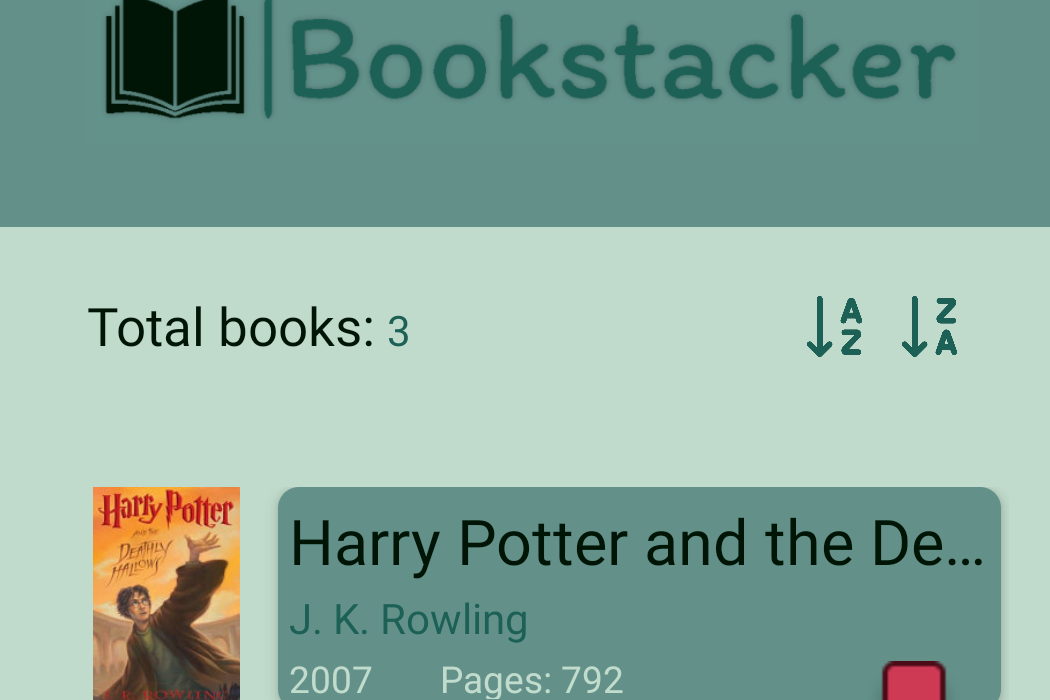 Bookstacker
Total books: 3
A
Z
Z
A
Harry Potter
AND THE
DEATHLY
HALLOWS
Harry Potter and the De...
J. K. Rowling
2007 Pages: 792